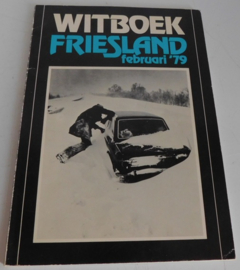 WITBOEK
FRIESLAND
februari '79